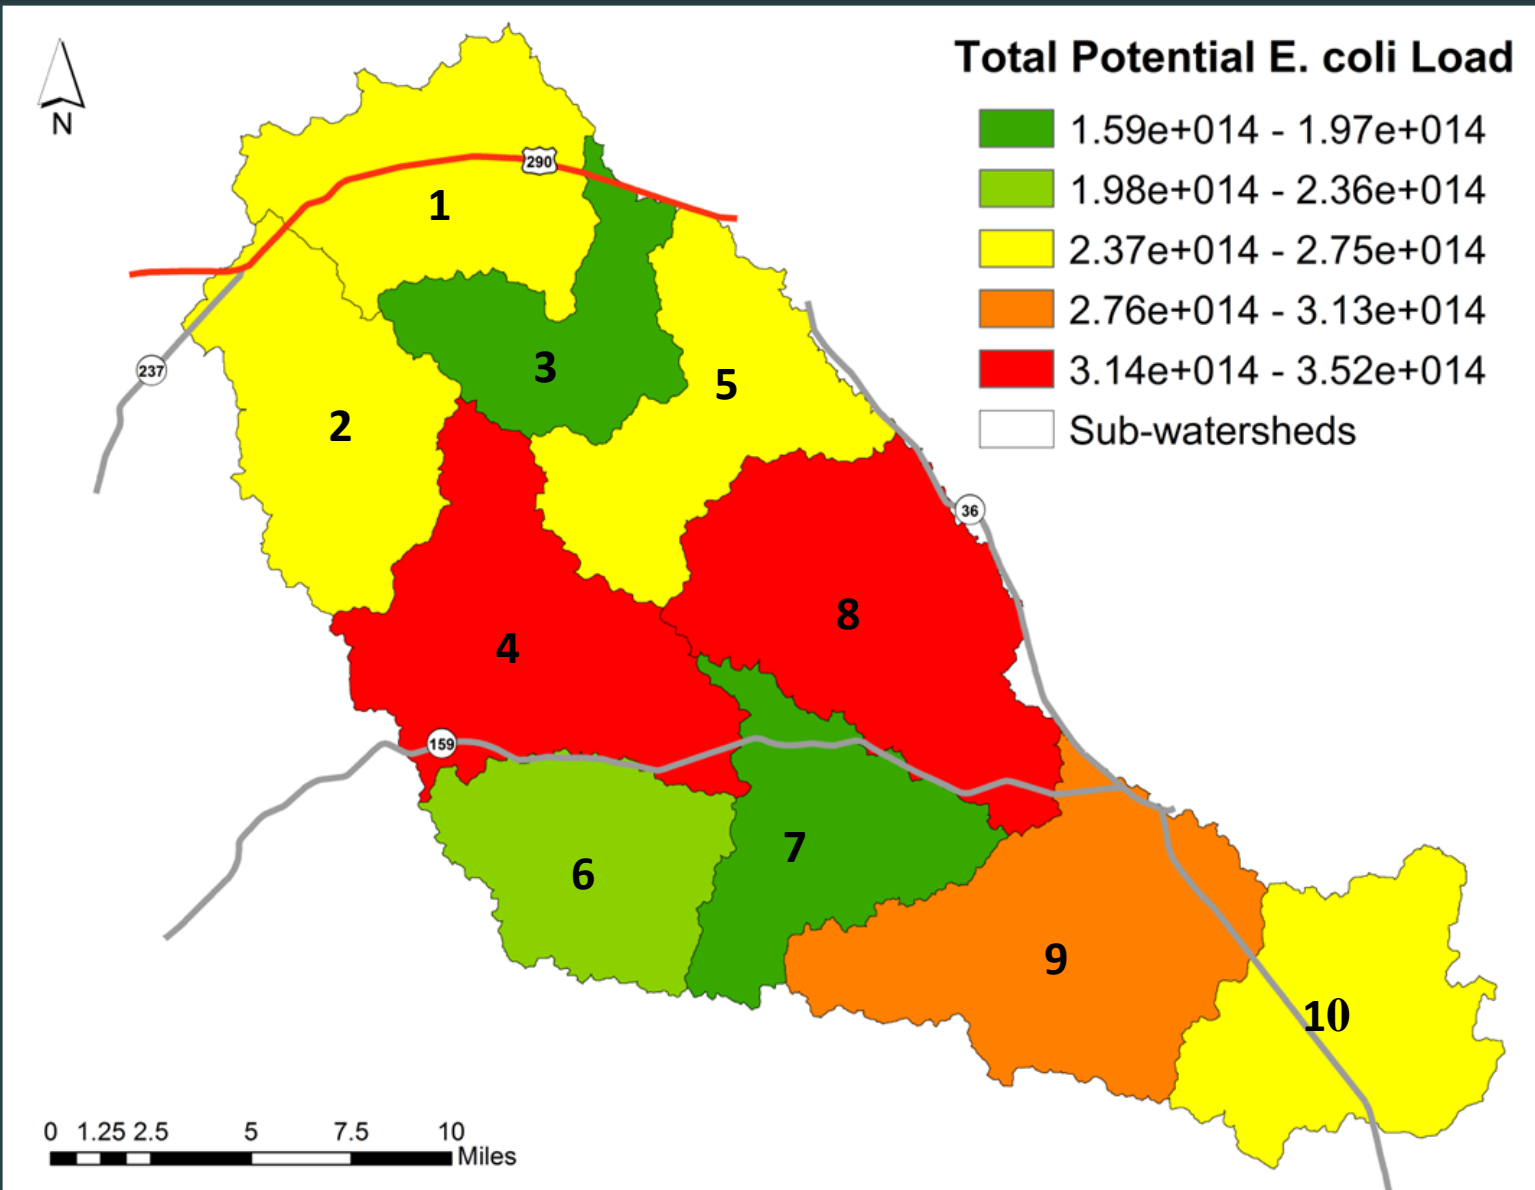 N
Total Potential E. coli Load
1.59e+014 - 1.97e+014
1.98e+014 - 2.36e+014
2.37e+014 - 2.75e+014
2.76e+014 - 3.13e+014
3.14e+014 - 3.52e+014
Sub-watersheds
290
1
237
3
5
2
36
8
4
159
7
6
9
10
0 1.25 2.5 5 7.5 10
Miles